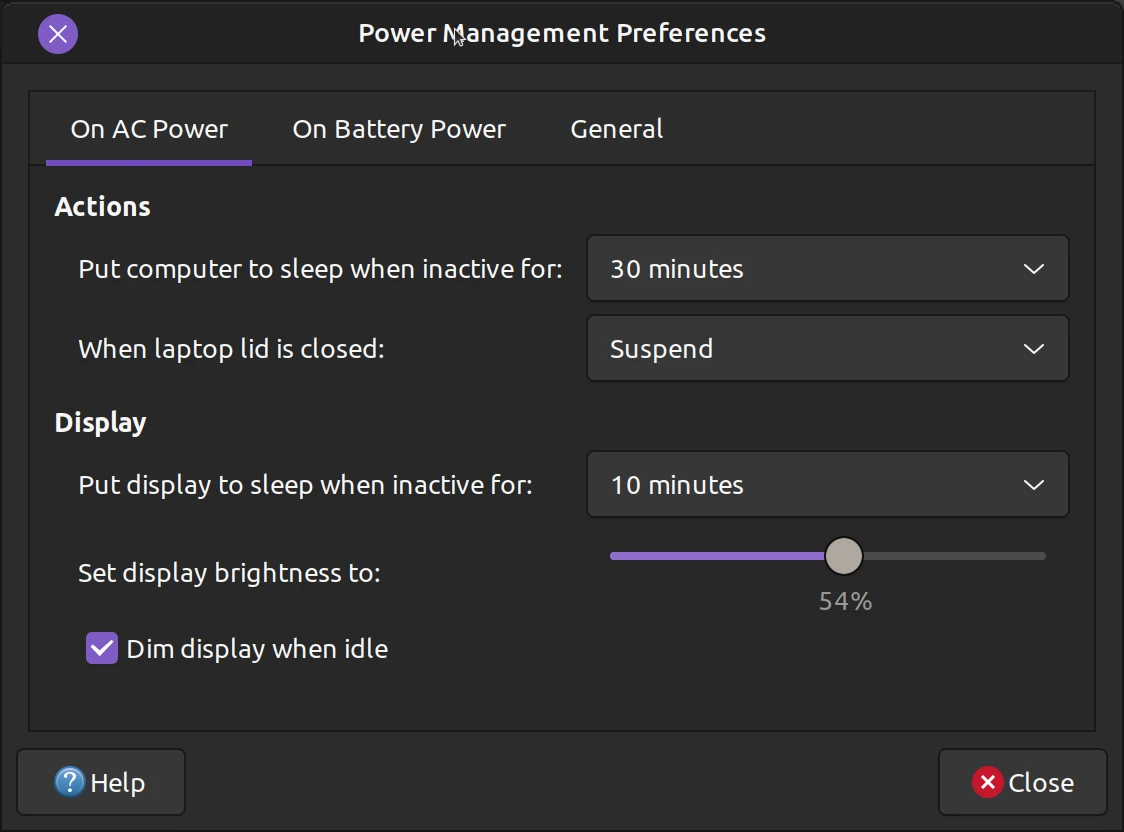 Power Management Preferences
On AC Power On Battery Power General
Actions
Put computer to sleep when inactive for: 30 minutes
When laptop lid is closed: Suspend
Display
Put display to sleep when inactive for: 10 minutes
Set display brightness to:
54%
Dim display when idle
Help Close